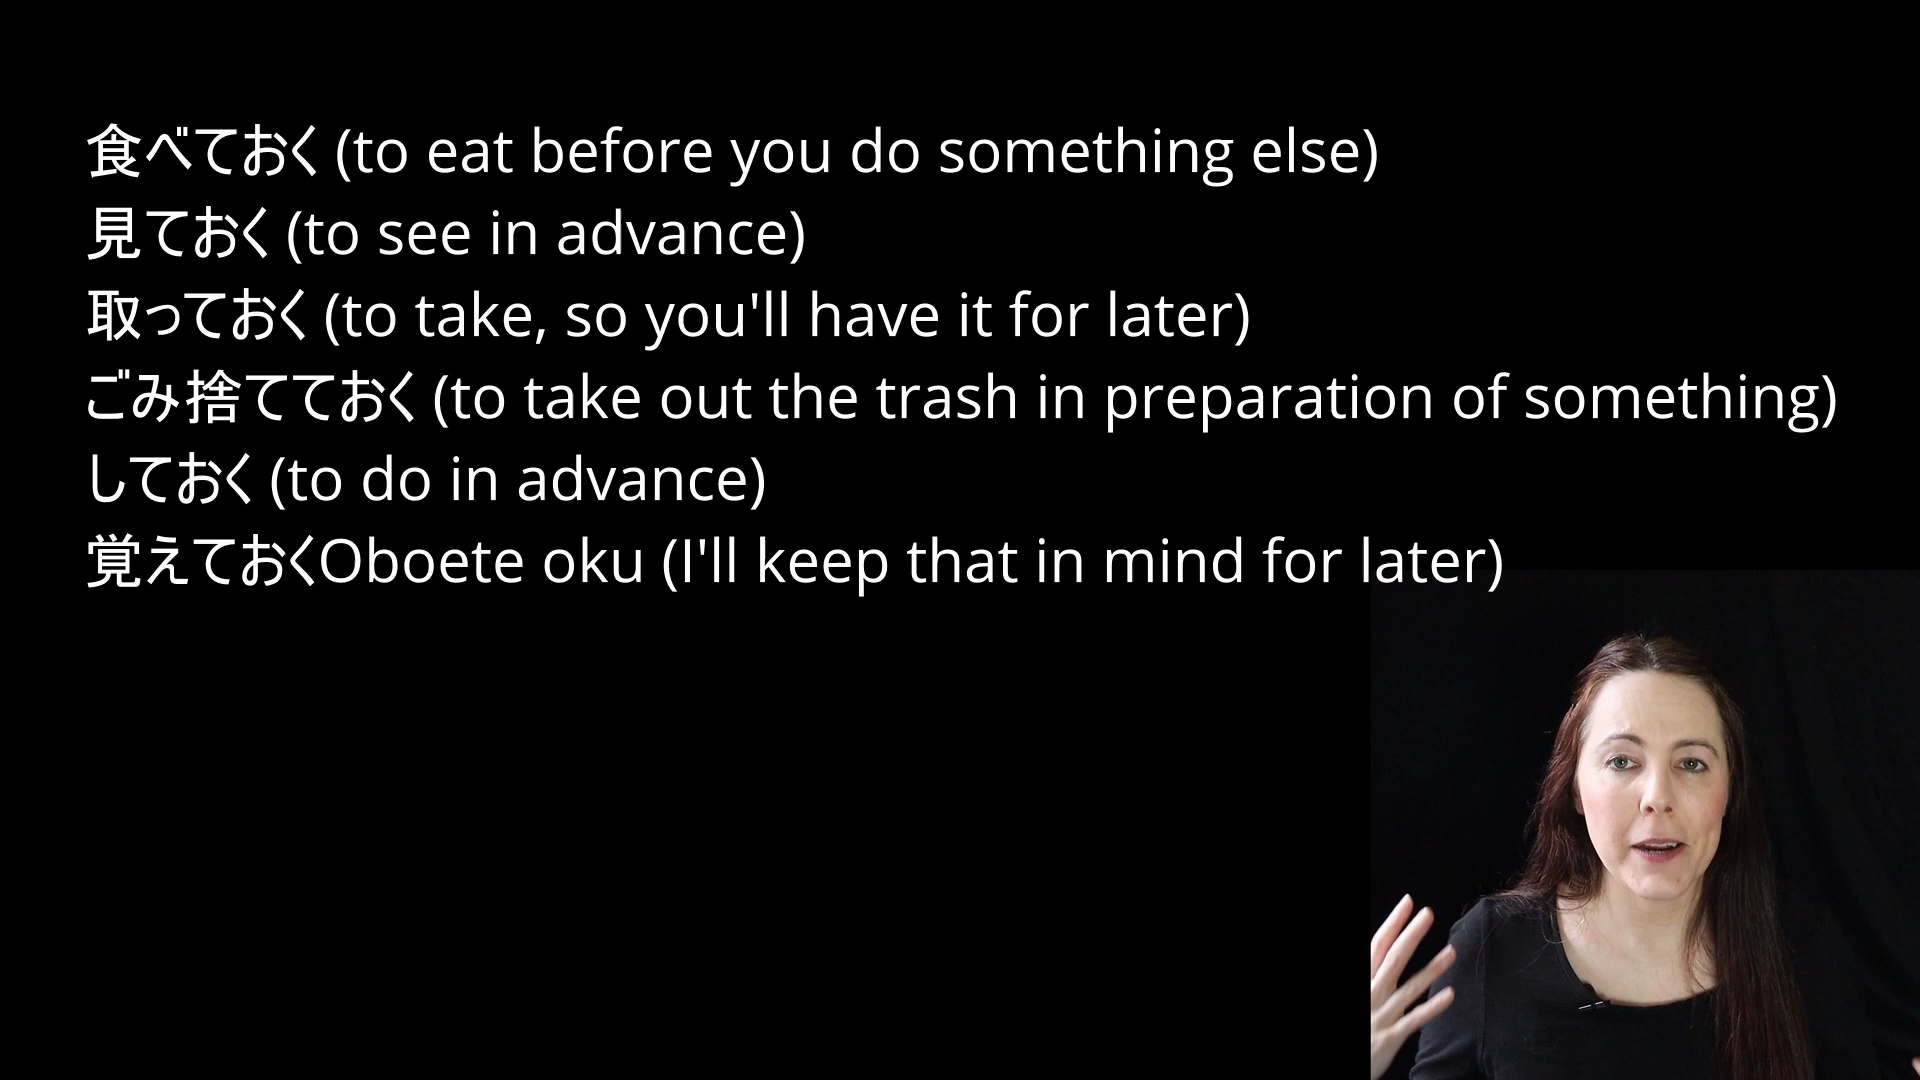 食べておく (to eat before you do something else)
見ておく (to see in advance)
取っておく (to take, so you'll have it for later)
ごみ捨てておく (to take out the trash in preparation of something)
しておく (to do in advance)
覚えておくOboete oku (I'll keep that in mind for later)